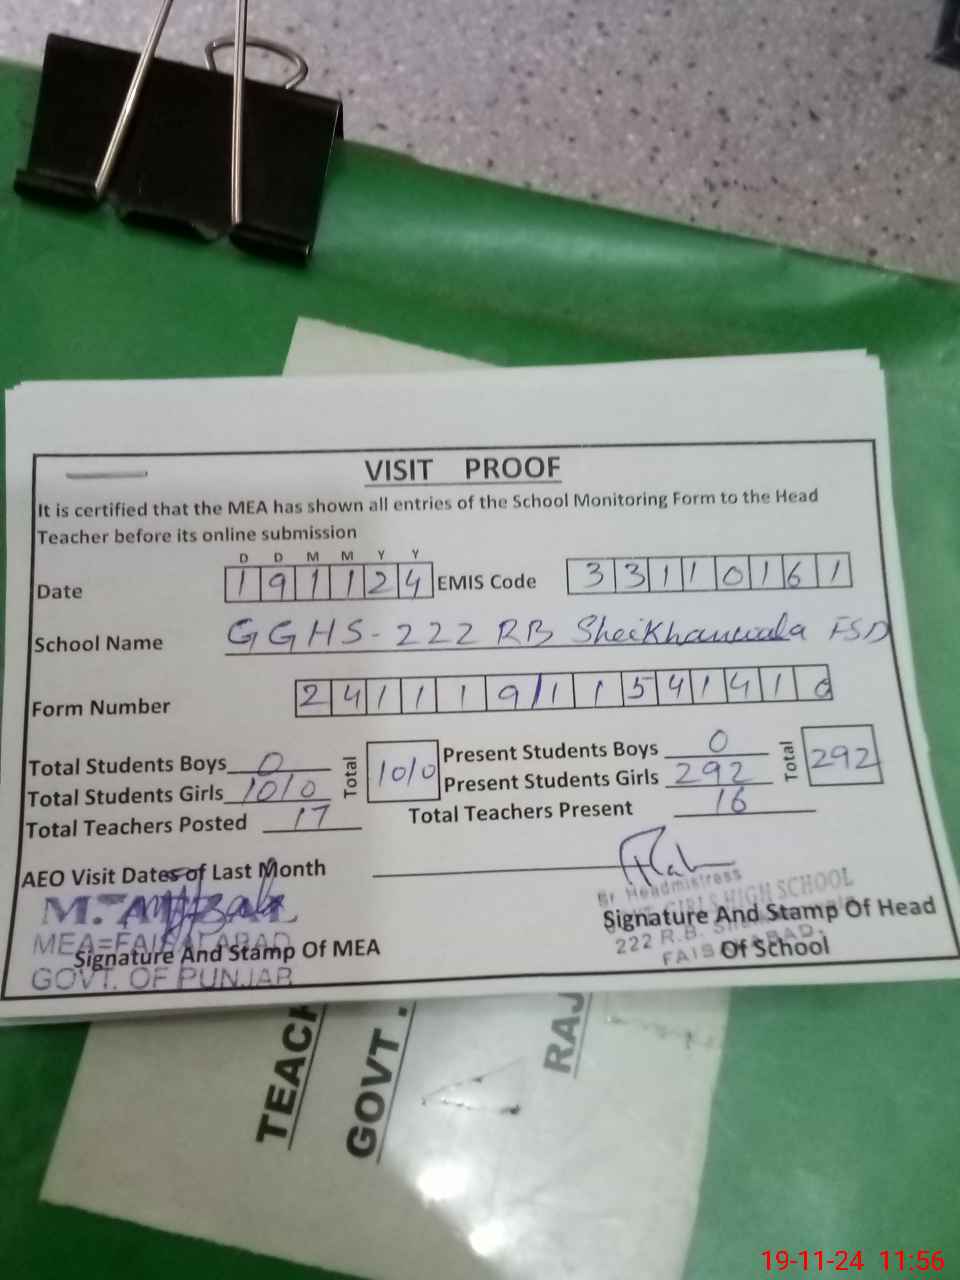 VISIT PROOF
It is certified that the MEA has shown all entries of the School Monitoring Form to the Head
Teacher before its online submission
D D M M Y Y
Date 1 9 1 1 2 4 EMIS Code 3 3 1 1 0 1 6 1
School Name GGHS-222 RB Sheikhanwala FSD
Form Number 2 4 1 1 1 9 1 1 5 4 1 4 1 0
Total Students Boys 0 Total 1010 Present Students Boys 0 Total 292
Total Students Girls 1010 Present Students Girls 292
Total Teachers Posted 17 Total Teachers Present 16
AEO Visit Dates of Last Month
Sr. Headmistress
GIRLS HIGH SCHOOL
Signature And Stamp Of Head
222 R.B.
Of School
FAISALABAD.
MEA=FAISALABAD
Signature And Stamp Of MEA
GOVT. OF PUNJAB
TEACH
GOVT.
RAJ
19-11-24 11:56